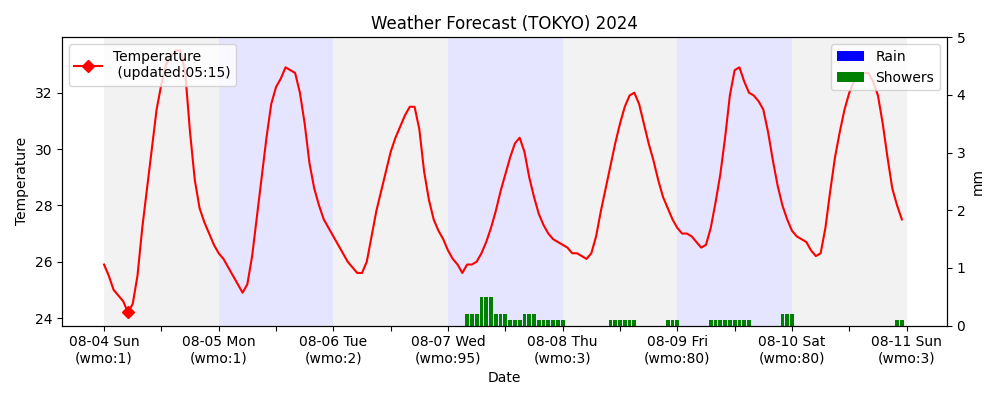 Weather Forecast (TOKYO) 2024
Temperature
(updated:05:15)
Rain
Showers
Temperature
32
30
28
26
24
5
4
3
2
1
0
mm
08-04 Sun
(wmo:1)
08-05 Mon
(wmo:1)
08-06 Tue
(wmo:2)
08-07 Wed
(wmo:95)
08-08 Thu
(wmo:3)
08-09 Fri
(wmo:80)
08-10 Sat
(wmo:80)
08-11 Sun
(wmo:3)
Date